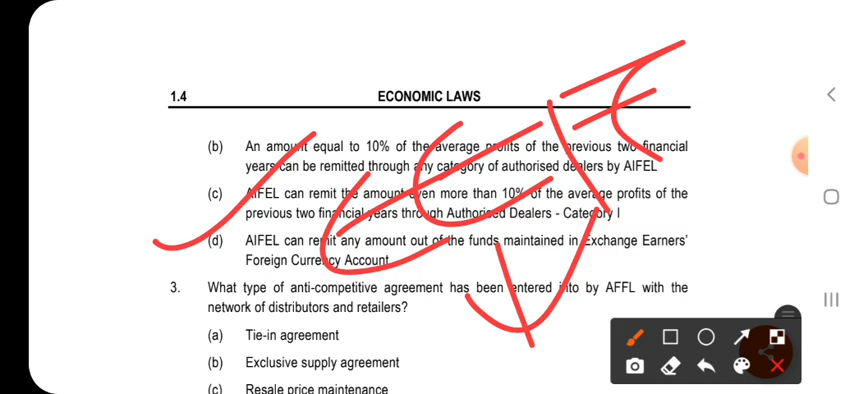 1.4 ECONOMIC LAWS
(b) An amount equal to 10% of the average profits of the previous two financial
years can be remitted through any category of authorised dealers by AIFEL
(c) AIFEL can remit the amount even more than 10% of the average profits of the
previous two financial years through Authorised Dealers - Category I
(d) AIFEL can remit any amount out of the funds maintained in Exchange Earners'
Foreign Currency Account
3. What type of anti-competitive agreement has been entered into by AFFL with the
network of distributors and retailers?
(a) Tie-in agreement
(b) Exclusive supply agreement
(c) Resale price maintenance